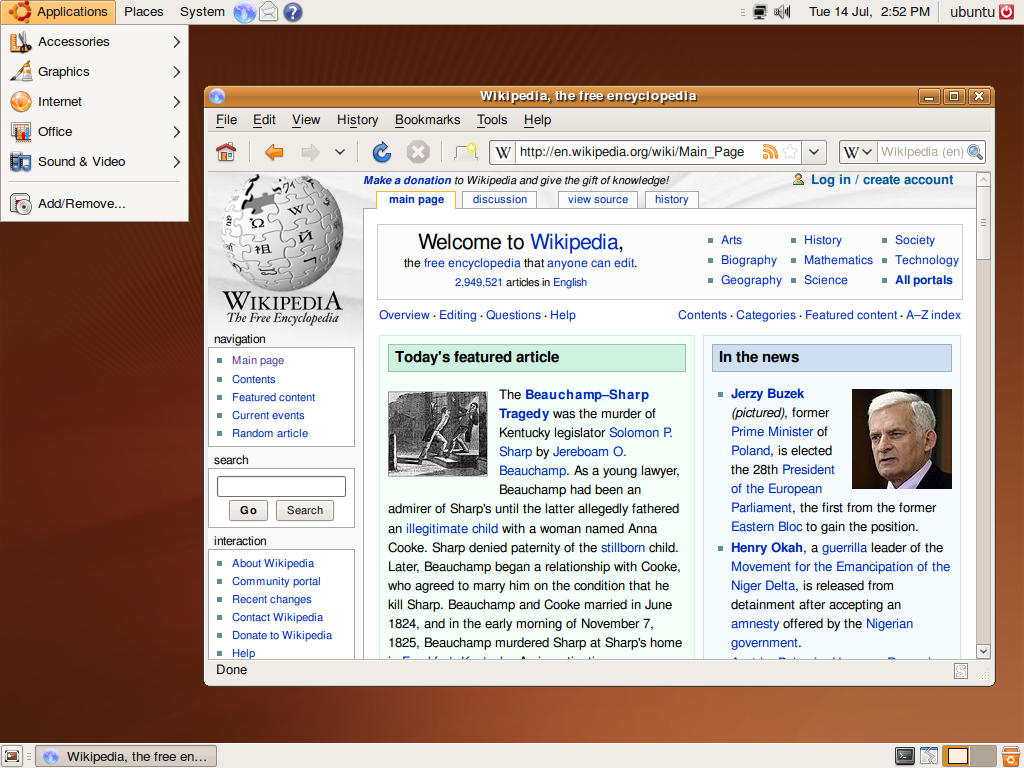 Applications Places System Tue 14 Jul, 2:52 PM ubuntu
Accessories
Graphics
Internet
Office
Sound & Video
Add/Remove...
Wikipedia, the free encyclopedia
File Edit View History Bookmarks Tools Help
W http://en.wikipedia.org/wiki/Main_Page W Wikipedia (en)
Make a donation to Wikipedia and give the gift of knowledge! Log in / create account
main page discussion view source history
WIKIPEDIA
The Free Encyclopedia
navigation
Main page
Contents
Featured content
Current events
Random article
search
Go Search
interaction
About Wikipedia
Community portal
Recent changes
Contact Wikipedia
Donate to Wikipedia
Help
Welcome to Wikipedia,
the free encyclopedia that anyone can edit.
2,949,521 articles in English
Arts History Society
Biography Mathematics Technology
Geography Science All portals
Overview · Editing · Questions · Help Contents · Categories · Featured content · A–Z index
Today's featured article
The Beauchamp–Sharp
Tragedy was the murder of
Kentucky legislator Solomon P.
Sharp by Jereboam O.
Beauchamp. As a young lawyer,
Beauchamp had been an
admirer of Sharp's until the latter allegedly fathered
an illegitimate child with a woman named Anna
Cooke. Sharp denied paternity of the stillborn child.
Later, Beauchamp began a relationship with Cooke,
who agreed to marry him on the condition that he
kill Sharp. Beauchamp and Cooke married in June
1824, and in the early morning of November 7,
1825, Beauchamp murdered Sharp at Sharp's home
In the news
Jerzy Buzek
(pictured), former
Prime Minister of
Poland, is elected
the 28th President
of the European
Parliament, the first from the former
Eastern Bloc to gain the position.
Henry Okah, a guerrilla leader of the
Movement for the Emancipation of the
Niger Delta, is released from
detainment after accepting an
amnesty offered by the Nigerian
government.
Done
Wikipedia, the free en...